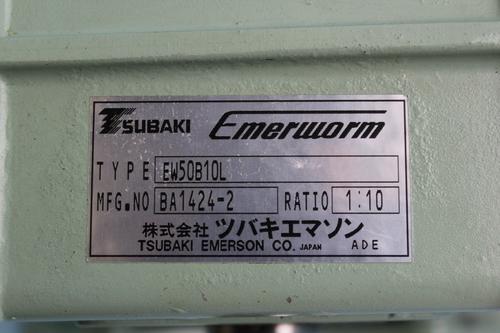 TSUBAKI Emerworm
TYPE EW50B10L
MFG.NO BA1424-2 RATIO 1:10
株式会社 ツバキエマソン
TSUBAKI EMERSON CO. JAPAN ADE